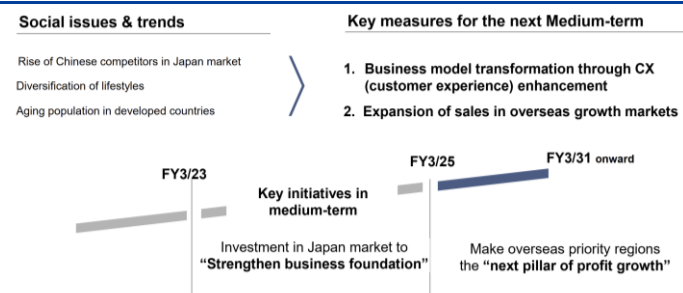 Social issues & trends
Rise of Chinese competitors in Japan market
Diversification of lifestyles
Aging population in developed countries
Key measures for the next Medium-term
1. Business model transformation through CX
(customer experience) enhancement
2. Expansion of sales in overseas growth markets
FY3/23
Key initiatives in
medium-term
FY3/25
FY3/31 onward
Investment in Japan market to
“Strengthen business foundation”
Make overseas priority regions
the “next pillar of profit growth”